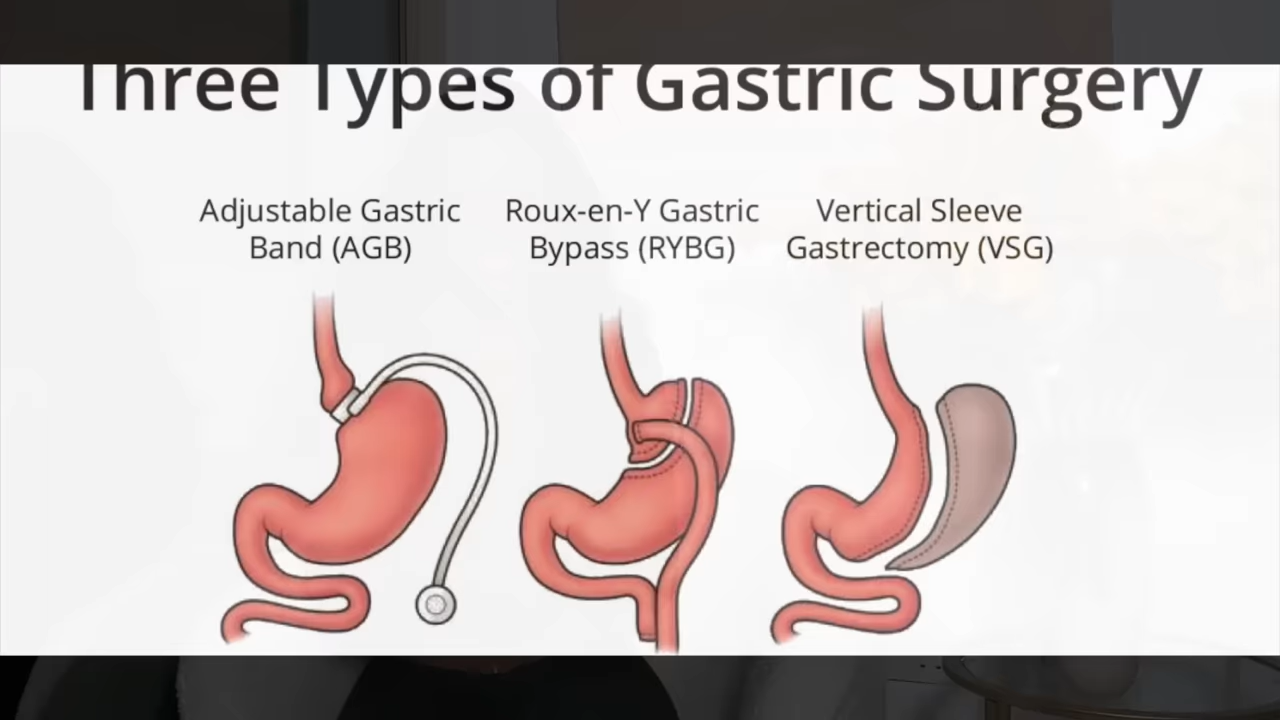 Three Types of Gastric Surgery
Adjustable Gastric
Band (AGB)
Roux-en-Y Gastric
Bypass (RYBG)
Vertical Sleeve
Gastrectomy (VSG)